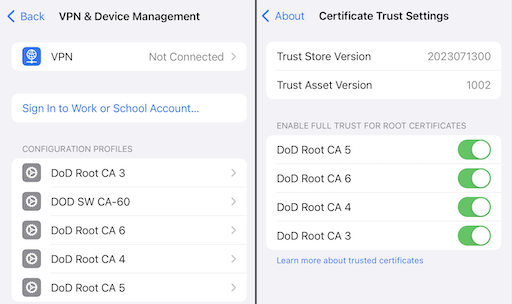 Back
VPN & Device Management
VPN
Not Connected
Sign In to Work or School Account...
CONFIGURATION PROFILES
DoD Root CA 3
DOD SW CA-60
DoD Root CA 6
DoD Root CA 4
DoD Root CA 5
About
Certificate Trust Settings
Trust Store Version
2023071300
Trust Asset Version
1002
ENABLE FULL TRUST FOR ROOT CERTIFICATES
DoD Root CA 5
DoD Root CA 6
DoD Root CA 4
DoD Root CA 3
Learn more about trusted certificates